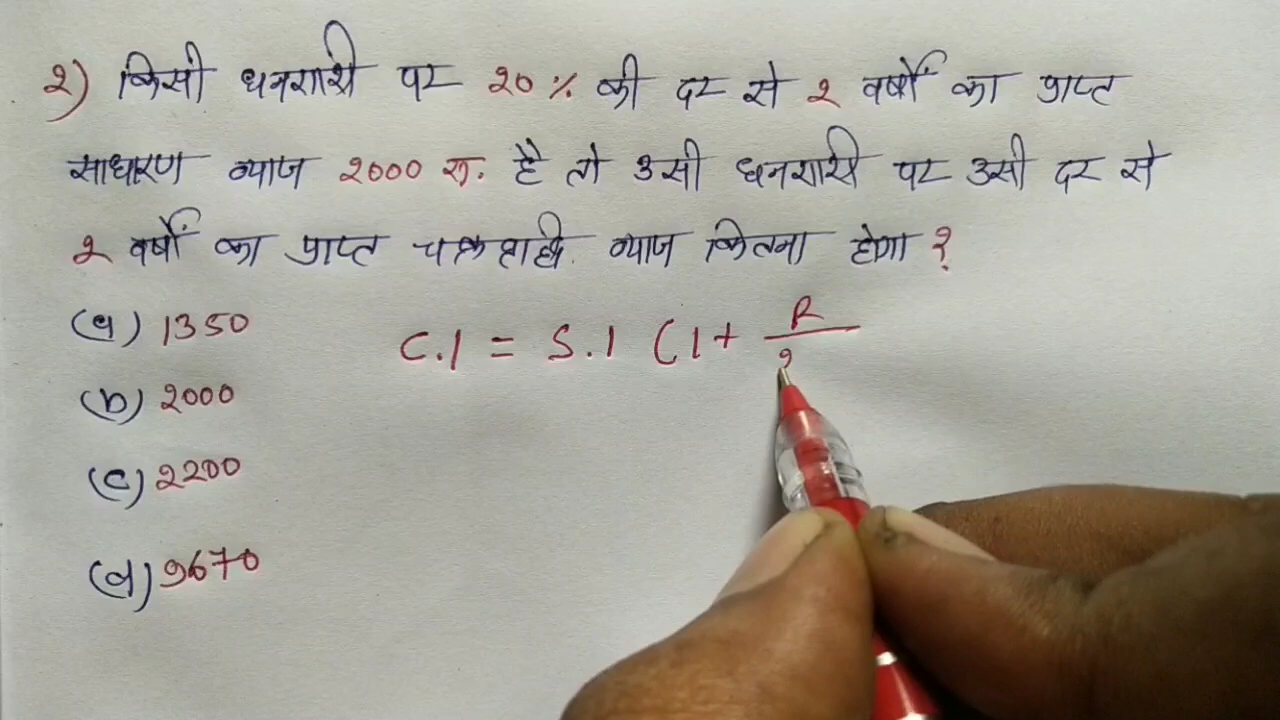 2) किसी धनराशी पर 20% की दर से 2 वर्षों का प्राप्त
साधारण ब्याज 2000 रु. है तो उसी धनराशी पर उसी दर से
2 वर्षों का प्राप्त चक्रवृद्धि ब्याज कितना होगा ?
(a) 1350
(b) 2000
(c) 2200
(d) 9670
C.I = S.I (1+ R
2